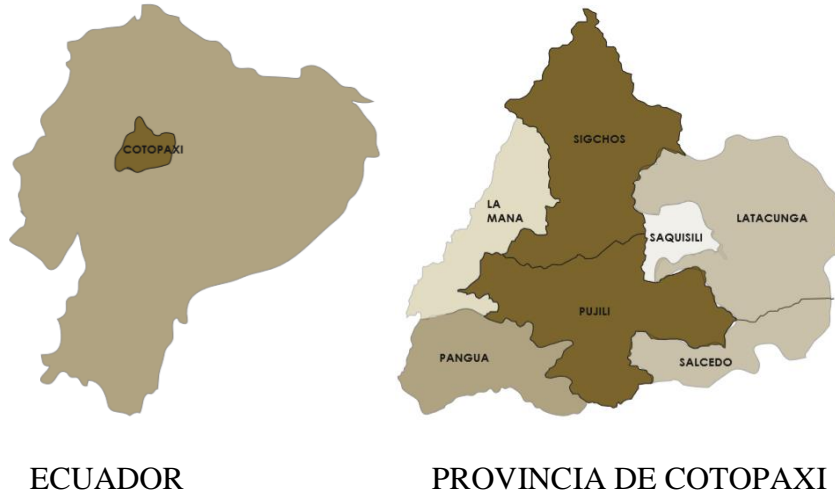 COTOPAXI
SIGCHOS
LA
MANA
LATACUNGA
SAQUISILI
PUJILI
PANGUA
SALCEDO
ECUADOR
PROVINCIA DE COTOPAXI